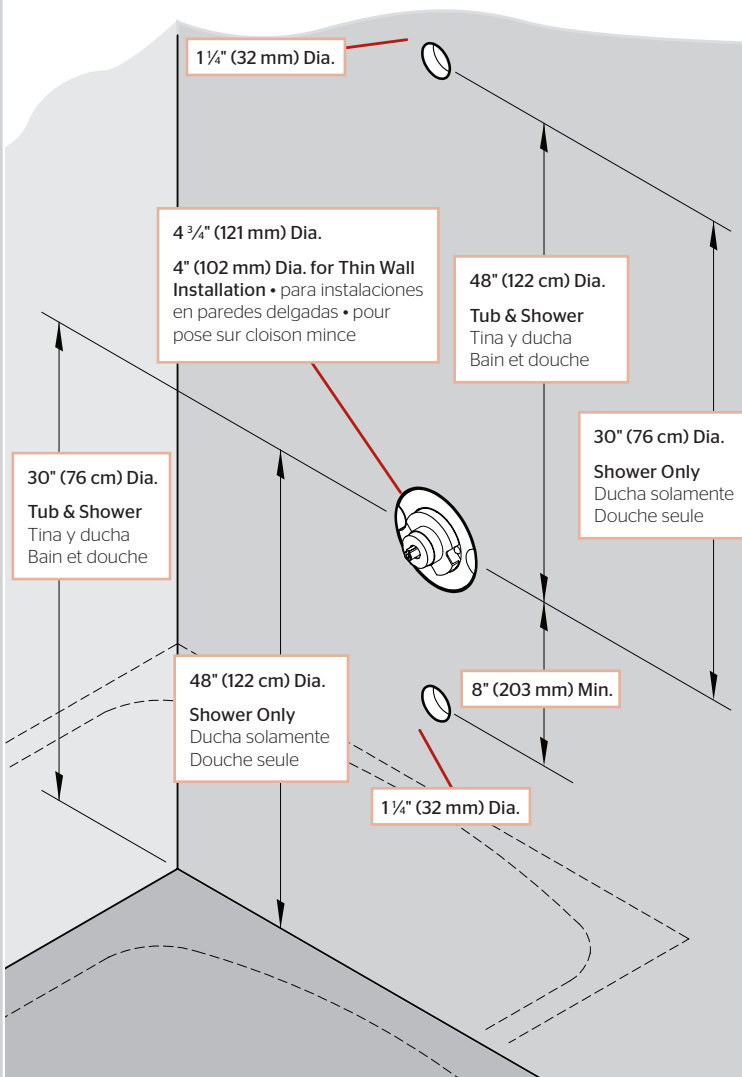 1 ¼" (32 mm) Dia.
4 ¾" (121 mm) Dia.
4" (102 mm) Dia. for Thin Wall
Installation • para instalaciones
en paredes delgadas • pour
pose sur cloison mince
48" (122 cm) Dia.
Tub & Shower
Tina y ducha
Bain et douche
30" (76 cm) Dia.
Shower Only
Ducha solamente
Douche seule
30" (76 cm) Dia.
Tub & Shower
Tina y ducha
Bain et douche
48" (122 cm) Dia.
Shower Only
Ducha solamente
Douche seule
8" (203 mm) Min.
1 ¼" (32 mm) Dia.